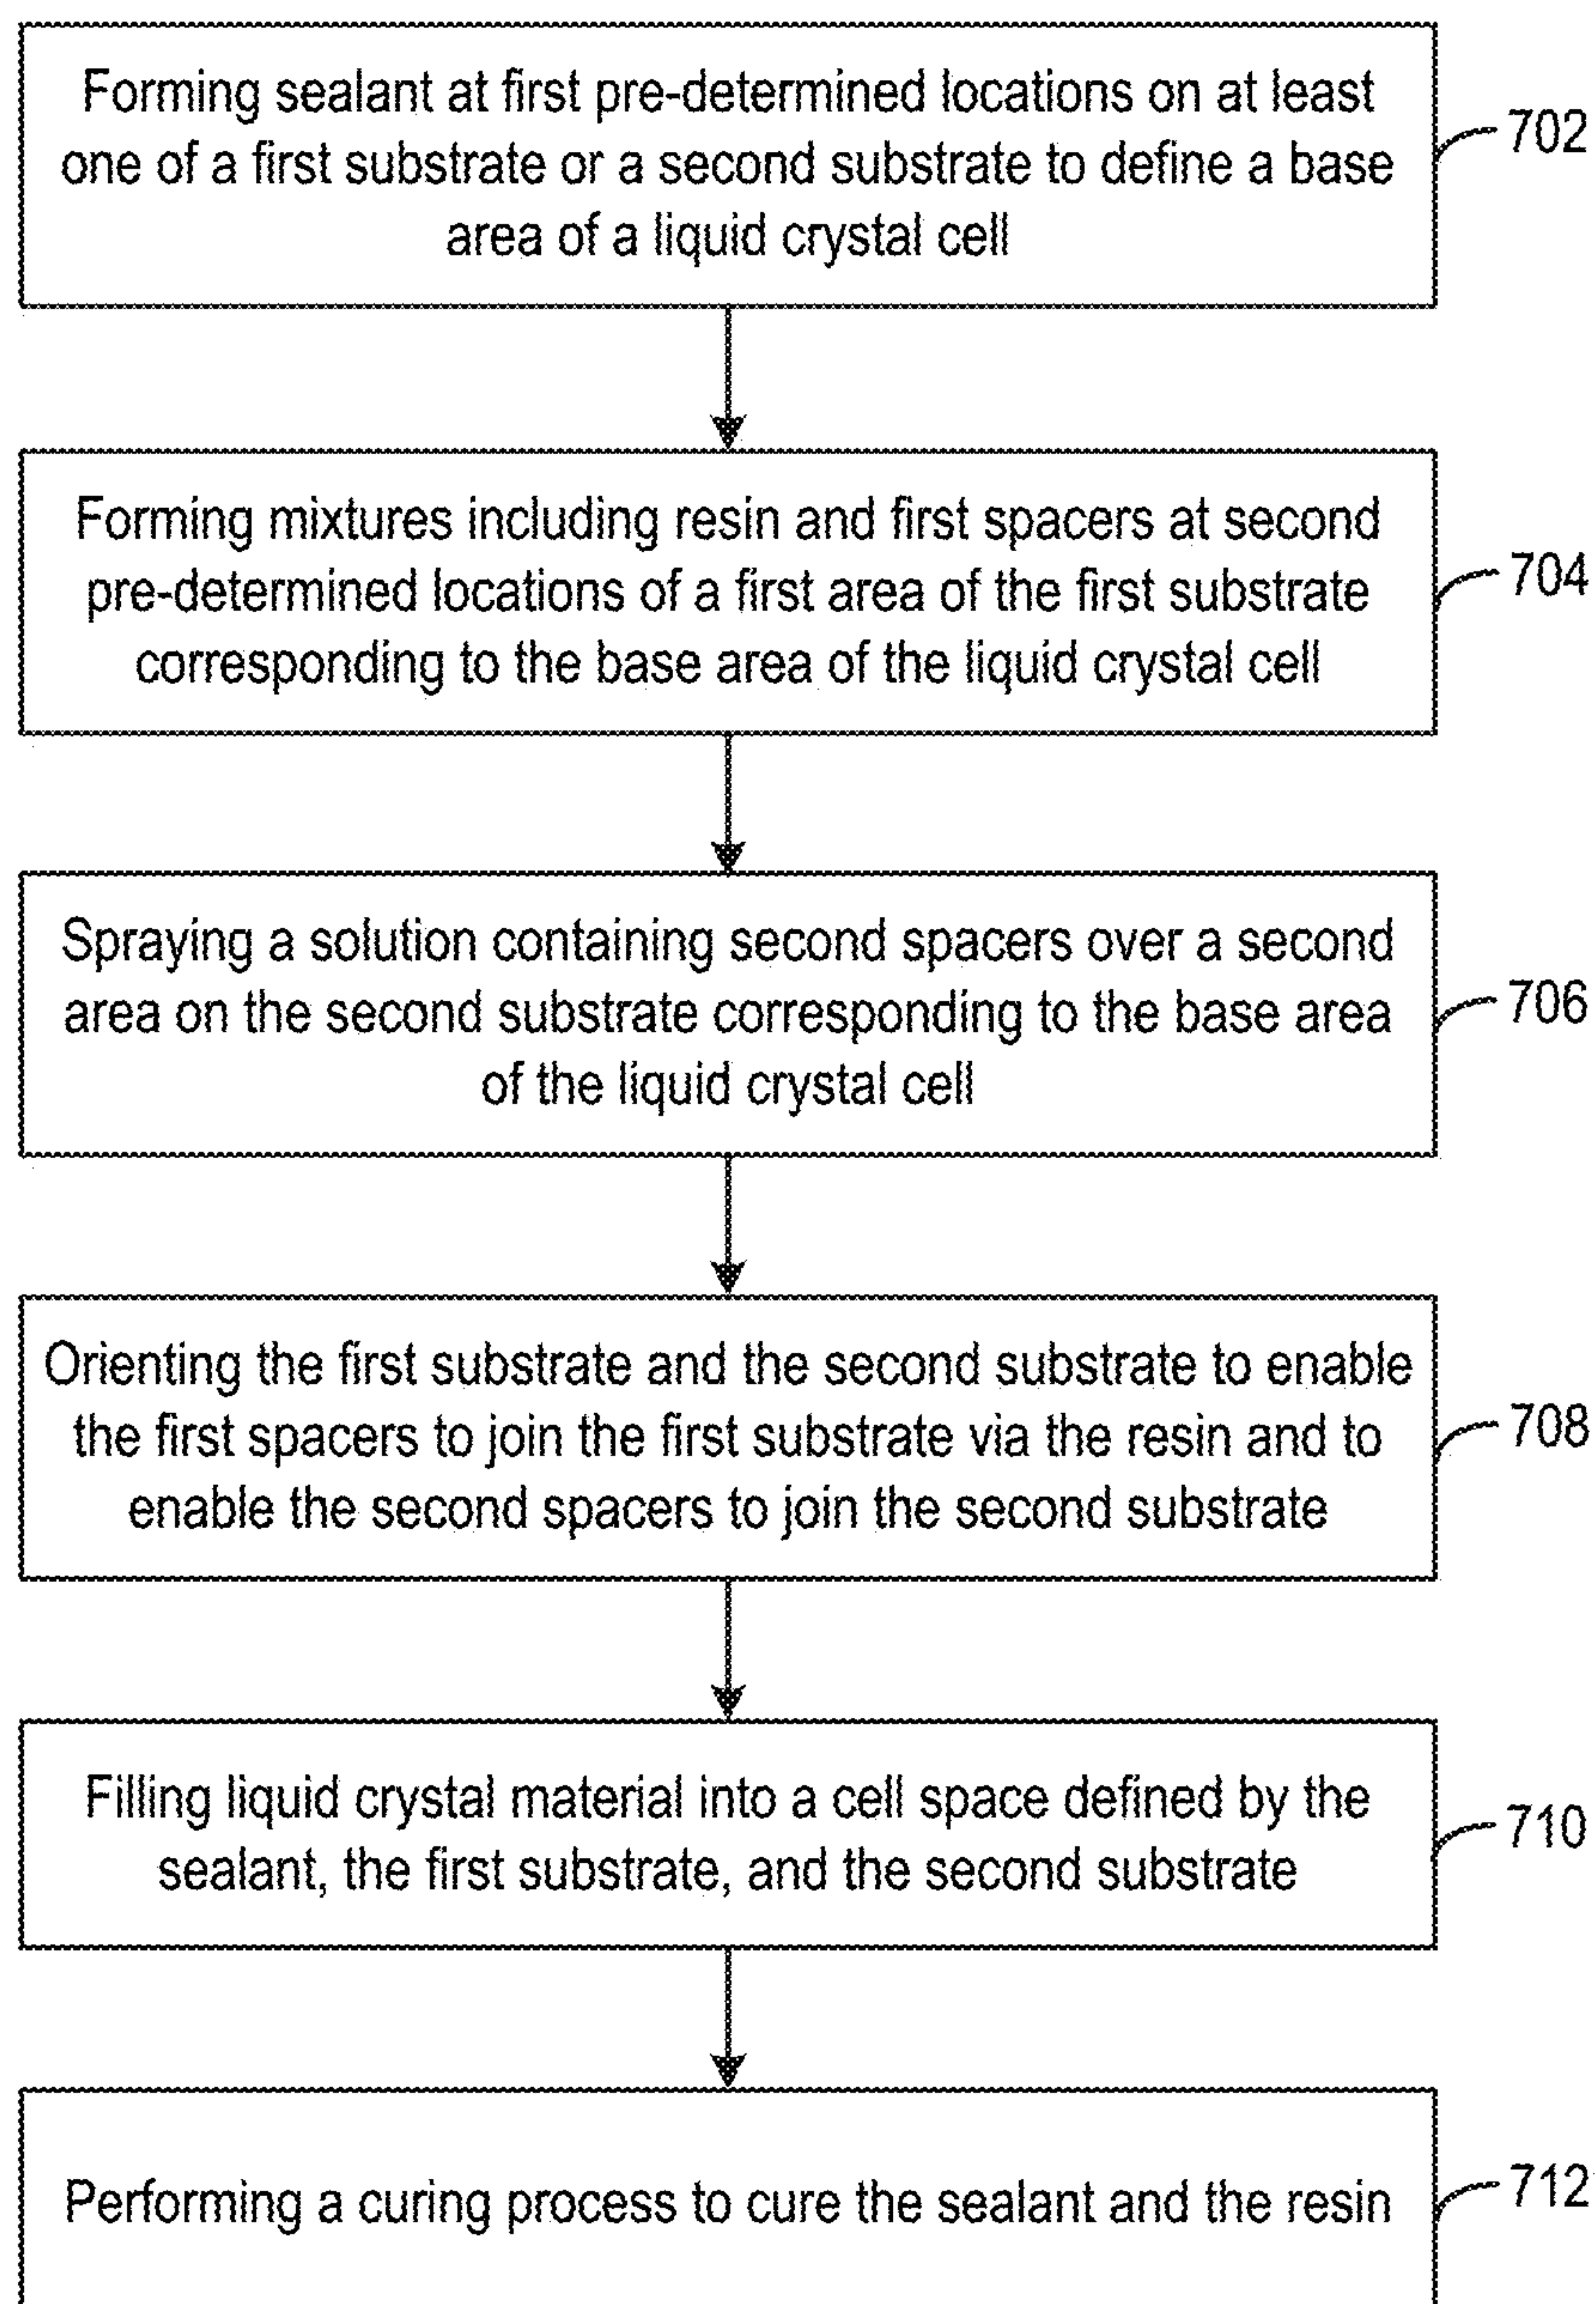 Forming sealant at first pre-determined locations on at least
one of a first substrate or a second substrate to define a base
area of a liquid crystal cell
702
Forming mixtures including resin and first spacers at second
pre-determined locations of a first area of the first substrate
corresponding to the base area of the liquid crystal cell
704
Spraying a solution containing second spacers over a second
area on the second substrate corresponding to the base area
of the liquid crystal cell
706
Orienting the first substrate and the second substrate to enable
the first spacers to join the first substrate via the resin and to
enable the second spacers to join the second substrate
708
Filling liquid crystal material into a cell space defined by the
sealant, the first substrate, and the second substrate
710
Performing a curing process to cure the sealant and the resin
712